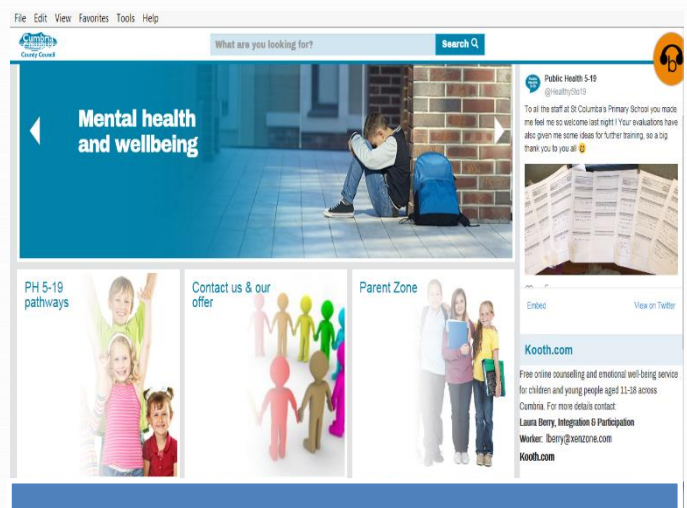 File Edit View Favorites Tools Help
Cumbria
County Council
What are you looking for?
Search
b
Mental health
and wellbeing
Public Health 5-19
@Healthy5to19
To all the staff at St Columba's Primary School you made
me feel me so welcome last night ! Your evaluations have
also given me some ideas for further training, so a big
thank you to you all
Embed
View on Twitter
PH 5-19
pathways
Contact us & our
offer
Parent Zone
Kooth.com
Free online counselling and emotional well-being service
for children and young people aged 11-18 across
Cumbria. For more details contact
Laura Berry, Integration & Participation
Worker: lberry@xenzone.com
Kooth.com